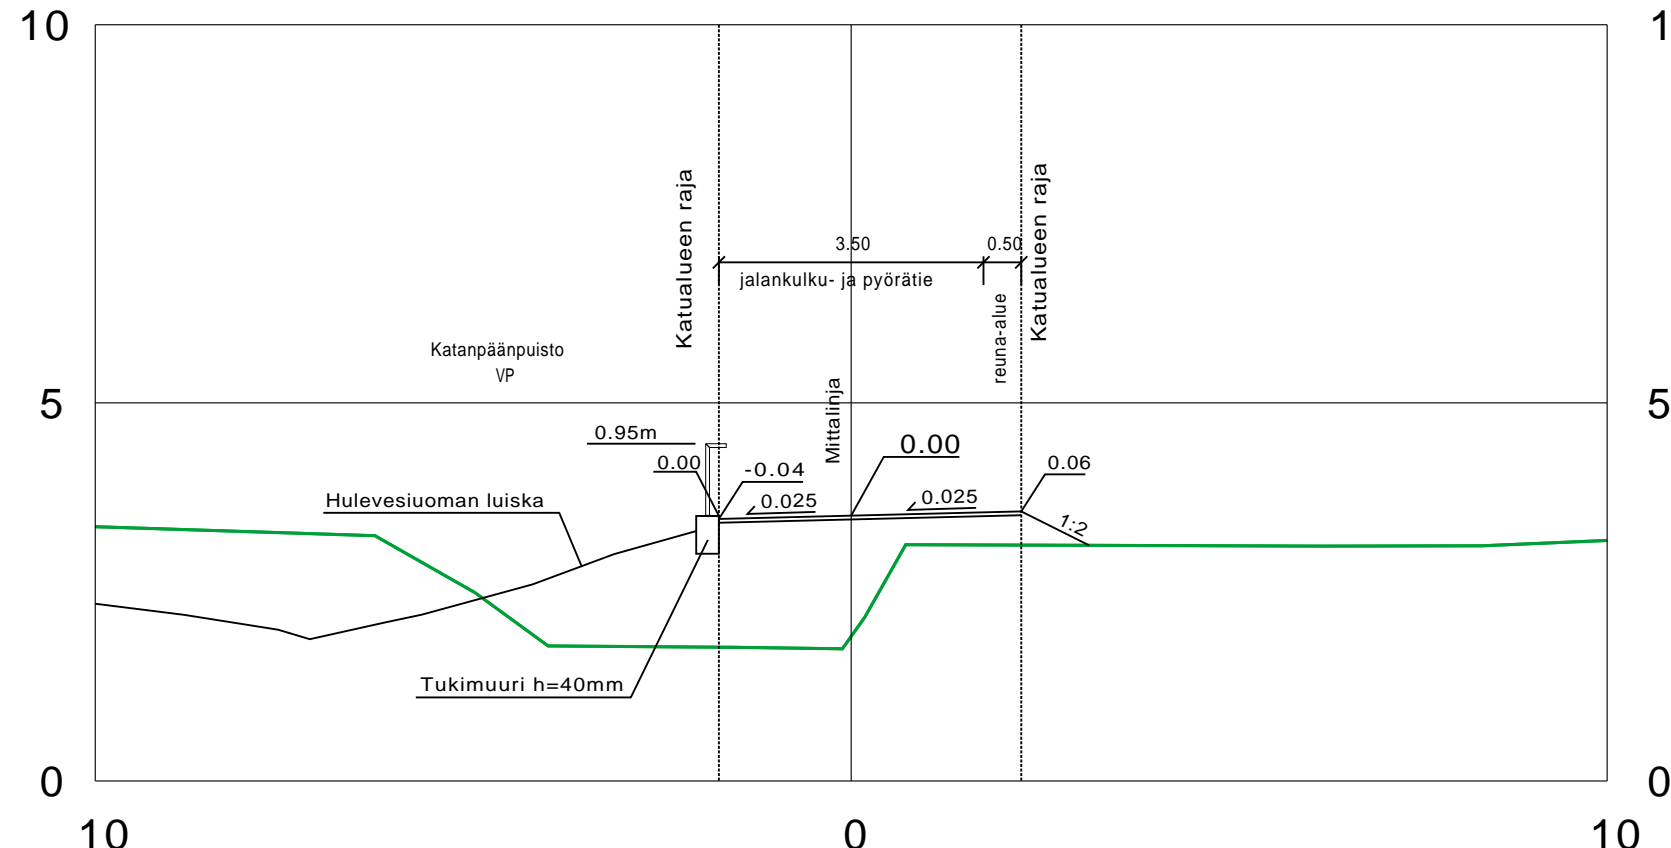 10
1
Katualueen raja
Katualueen raja
3.50
0.50
jalankulku- ja pyörätie
reuna-alue
Katanpäänpuisto
VP
Mittalinja
5
5
0.95m
0.00
-0.04
0.00
0.06
Hulevesiuoman luiska
0.025
0.025
1:2
Tukimuuri h=40mm
0
0
10
0
10